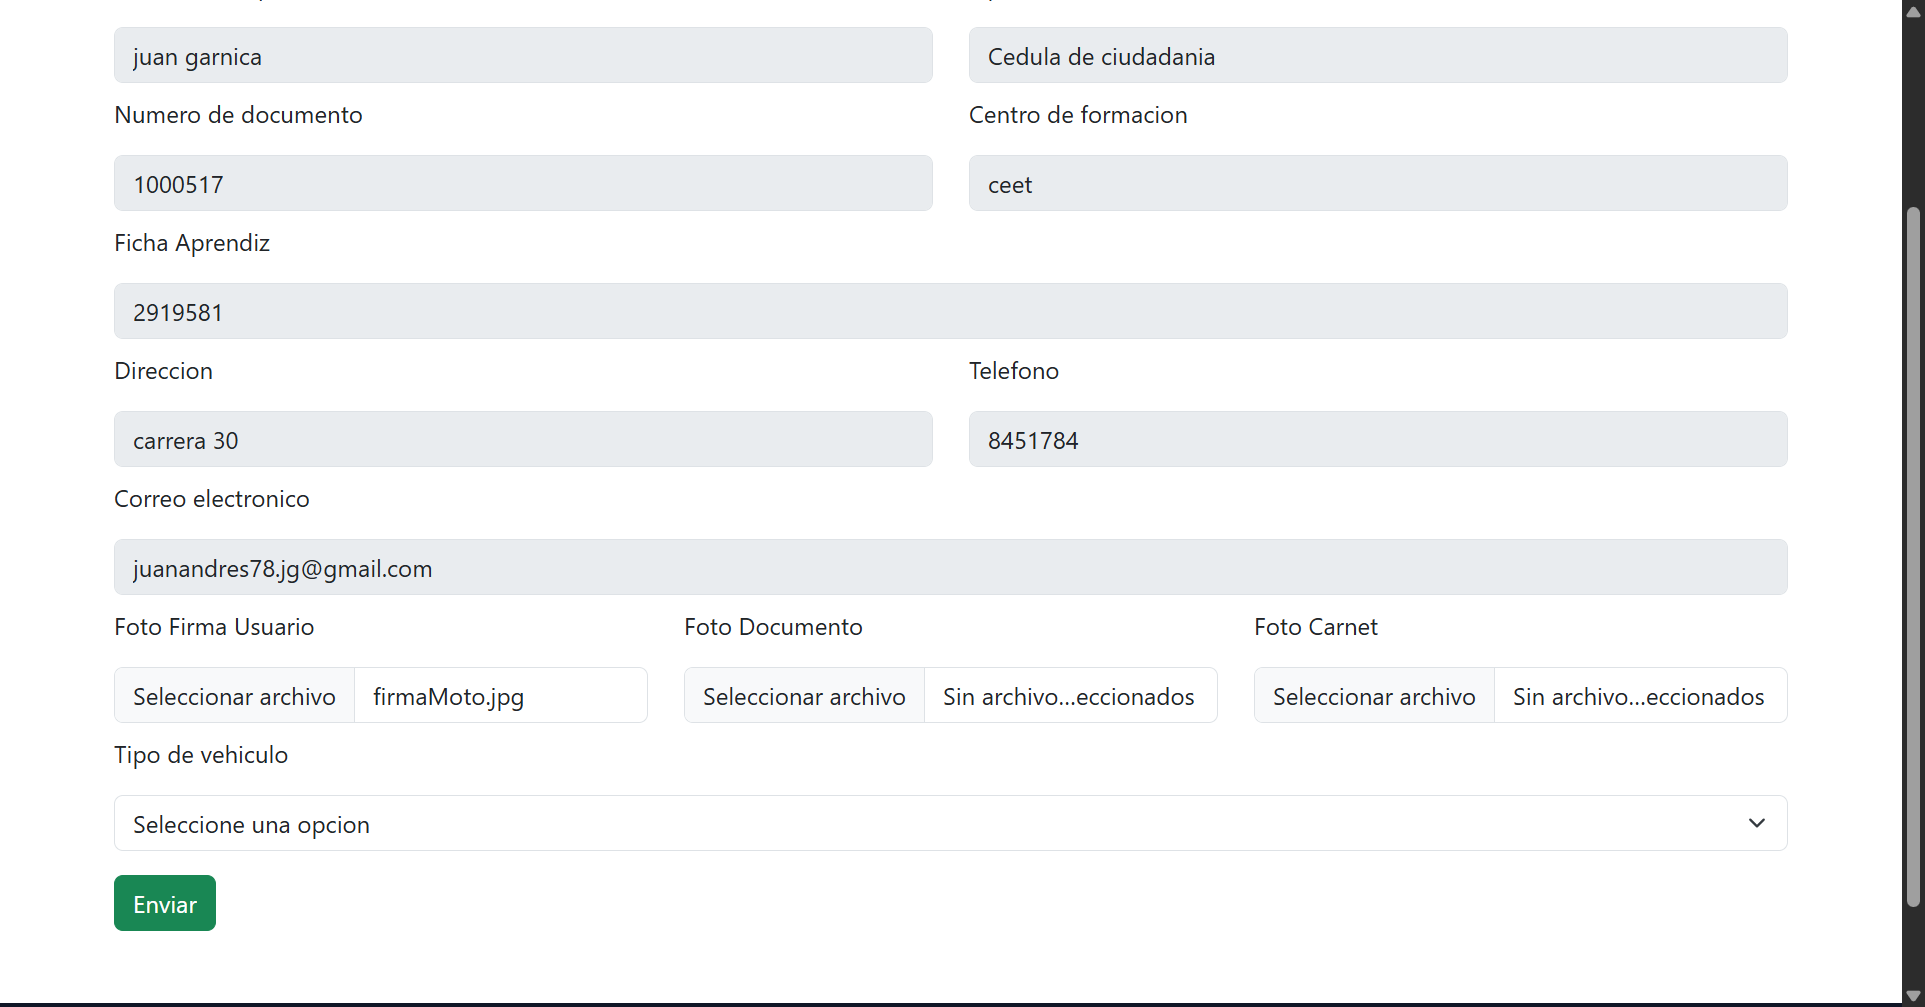 juan garnica Cedula de ciudadania
Numero de documento Centro de formacion
1000517 ceet
Ficha Aprendiz
2919581
Direccion Telefono
carrera 30 8451784
Correo electronico
juanandres78.jg@gmail.com
Foto Firma Usuario Foto Documento Foto Carnet
Seleccionar archivo firmaMoto.jpg Seleccionar archivo Sin archivo...eccionados Seleccionar archivo Sin archivo...eccionados
Tipo de vehiculo
Seleccione una opcion
Enviar